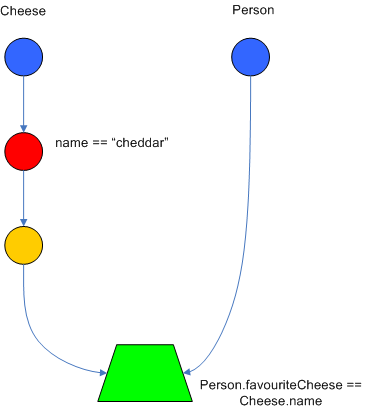 Cheese
Person
name == “cheddar”
Person.favouriteCheese ==
Cheese.name